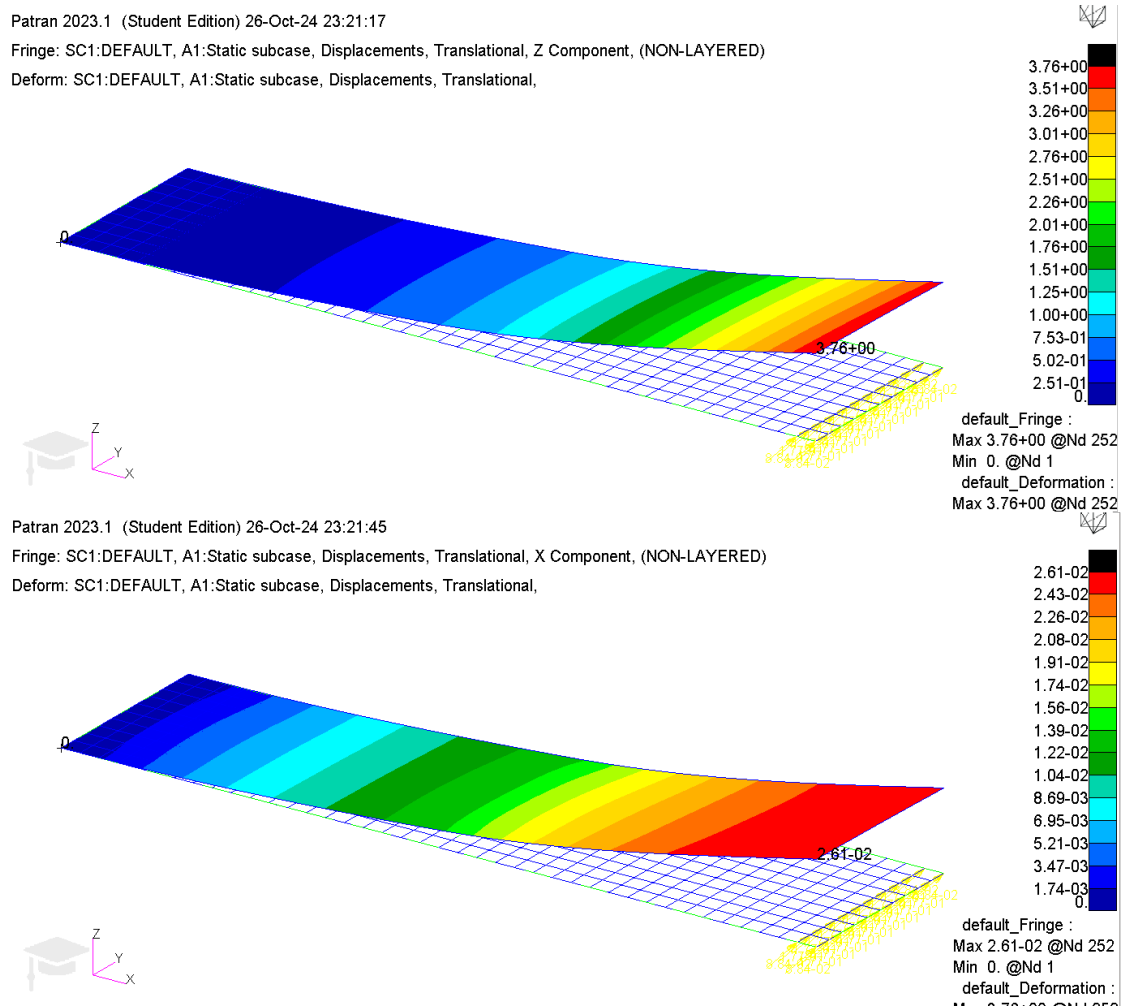 Patran 2023.1 (Student Edition) 26-Oct-24 23:21:17
Fringe: SC1:DEFAULT, A1:Static subcase, Displacements, Translational, Z Component, (NON-LAYERED)
Deform: SC1:DEFAULT, A1:Static subcase, Displacements, Translational,
3.76+00
3.51+00
3.26+00
3.01+00
2.76+00
2.51+00
2.26+00
2.01+00
1.76+00
1.51+00
1.25+00
1.00+00
7.53-01
5.02-01
2.51-01
0.
0
3.76+00
default_Fringe :
Max 3.76+00 @Nd 252
Min 0. @Nd 1
default_Deformation :
Max 3.76+00 @Nd 252
Z
Y
X
Patran 2023.1 (Student Edition) 26-Oct-24 23:21:45
Fringe: SC1:DEFAULT, A1:Static subcase, Displacements, Translational, X Component, (NON-LAYERED)
Deform: SC1:DEFAULT, A1:Static subcase, Displacements, Translational,
2.61-02
2.43-02
2.26-02
2.08-02
1.91-02
1.74-02
1.56-02
1.39-02
1.22-02
1.04-02
8.69-03
6.95-03
5.21-03
3.47-03
1.74-03
0.
0
2.61-02
default_Fringe :
Max 2.61-02 @Nd 252
Min 0. @Nd 1
default_Deformation :
Z
Y
X